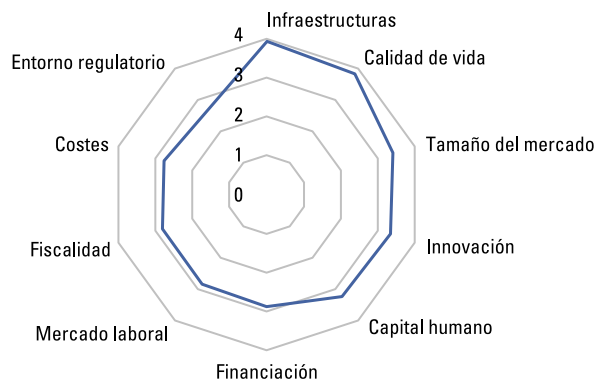 Infraestructuras
4
Entorno regulatorio
Calidad de vida
3
2
Costes
Tamaño del mercado
1
0
Fiscalidad
Innovación
Mercado laboral
Capital humano
Financiación